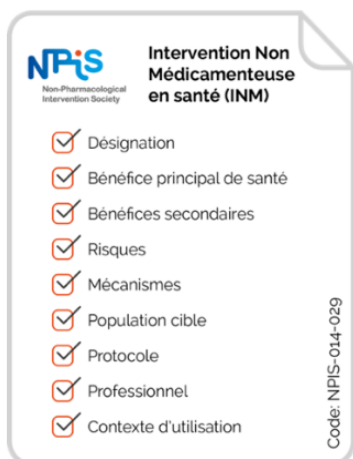 NPiS
Non-Pharmacological
Intervention Society
Intervention Non
Médicamenteuse
en santé (INM)
Désignation
Bénéfice principal de santé
Bénéfices secondaires
Risques
Mécanismes
Population cible
Protocole
Professionnel
Contexte d'utilisation
Code: NPIS-014-029